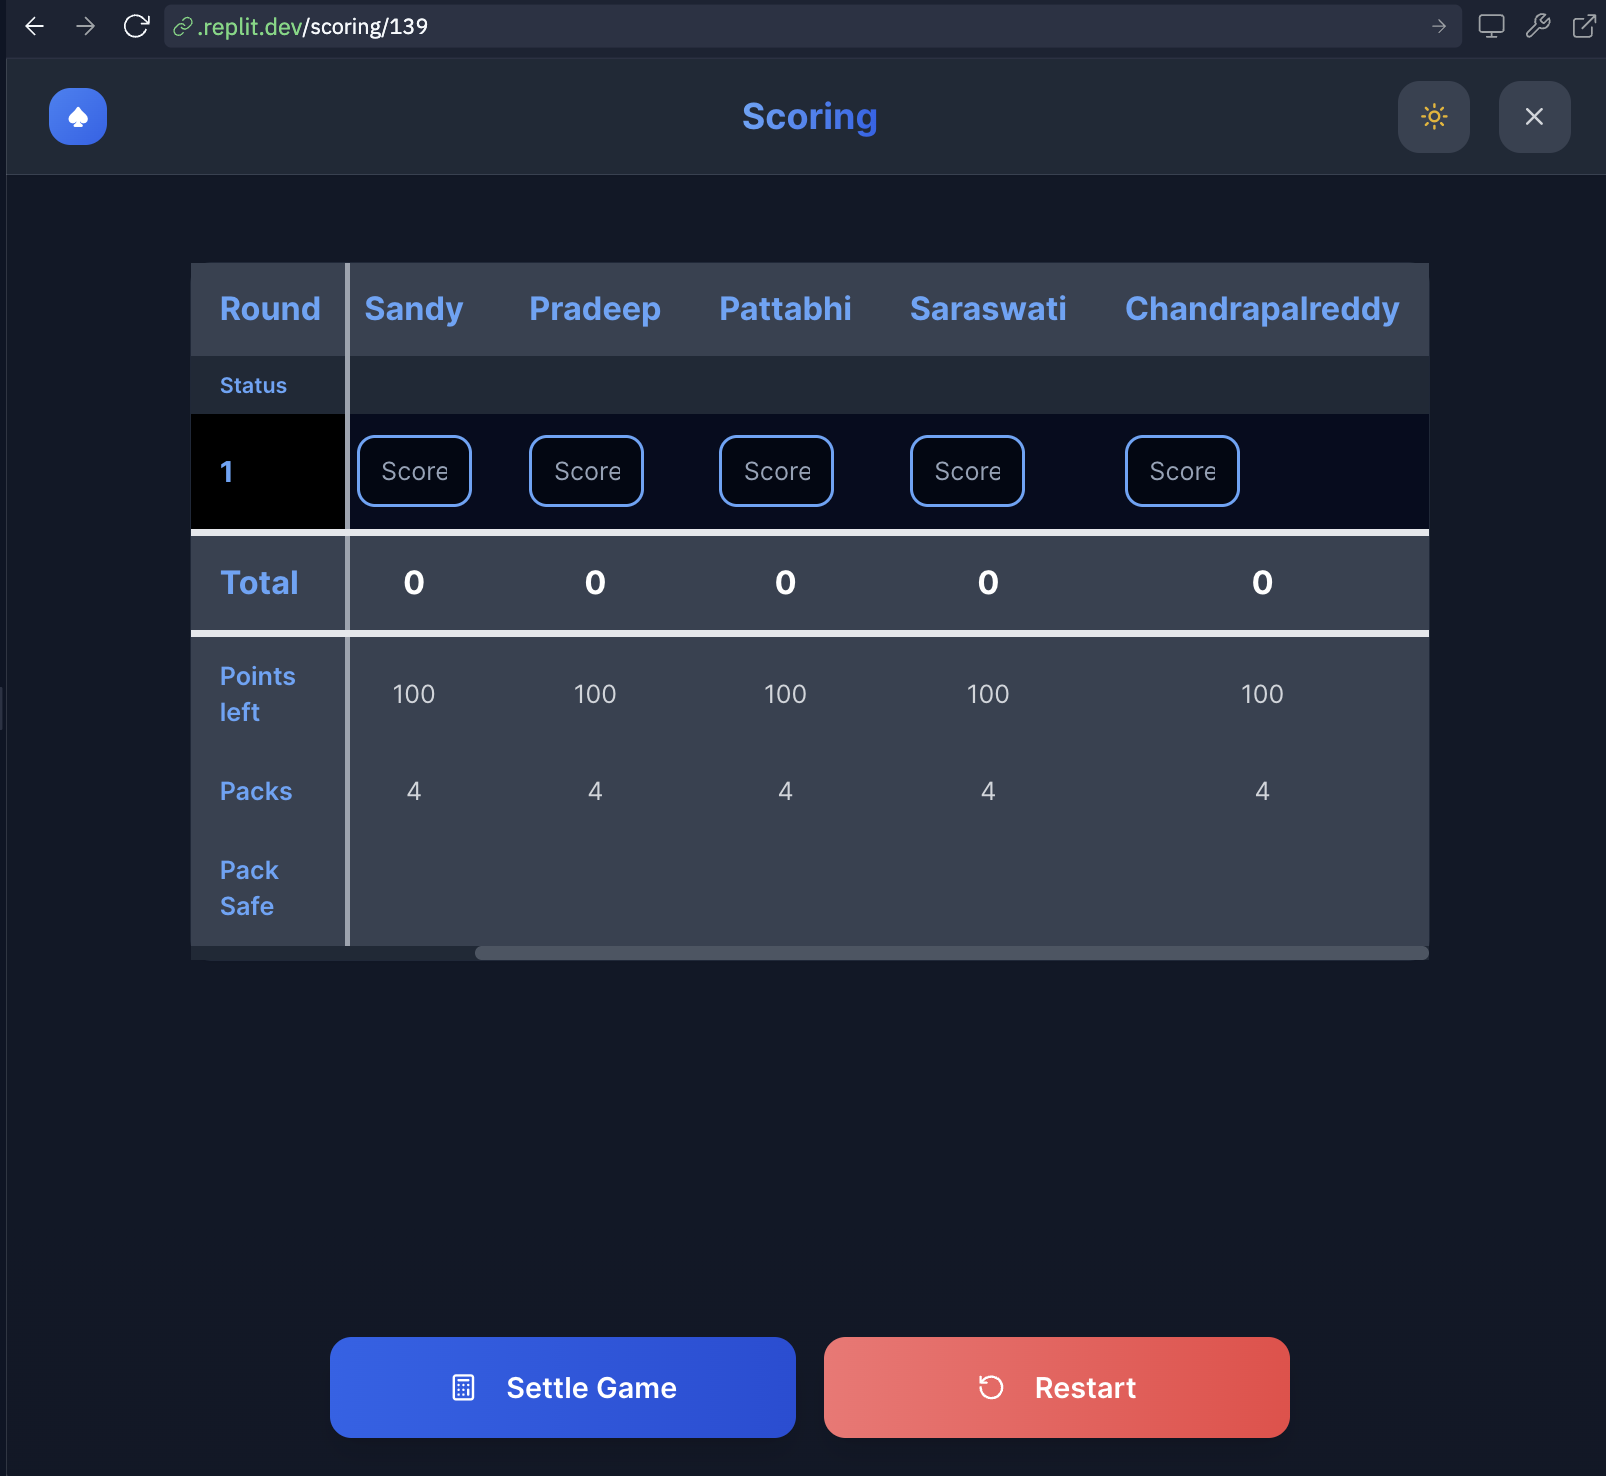 .replit.dev/scoring/139
Scoring
Round Sandy Pradeep Pattabhi Saraswati Chandrapalreddy
Status
1 Score Score Score Score Score
Total 0 0 0 0 0
Points
left 100 100 100 100 100
Packs 4 4 4 4 4
Pack
Safe
Settle Game Restart